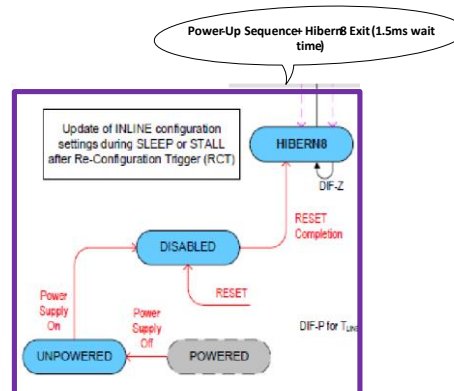 Power-Up Sequence+ Hibern8 Exit (1.5ms wait
time)
Update of INLINE configuration
settings during SLEEP or STALL
after Re-Configuration Trigger (RCT)
HIBERN8
DIF-Z
RESET
Completion
DISABLED
RESET
Power
Supply
On
Power
Supply
Off
DIF-P for TLINE
UNPOWERED
POWERED